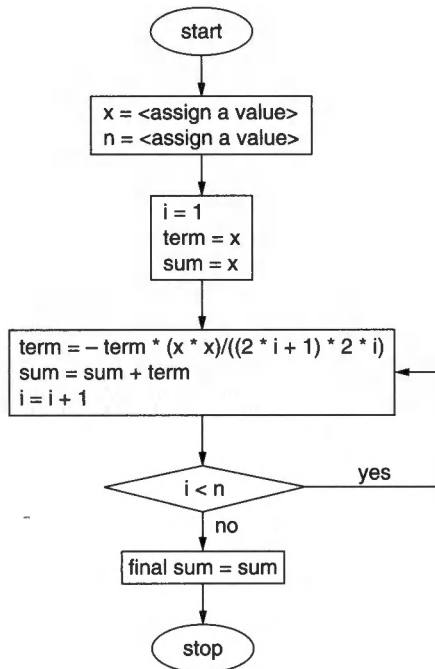 start
x = <assign a value>
n = <assign a value>
i = 1
term = x
sum = x
term = – term * (x * x)/((2 * i + 1) * 2 * i)
sum = sum + term
i = i + 1
i < n
yes
no
final sum = sum
stop